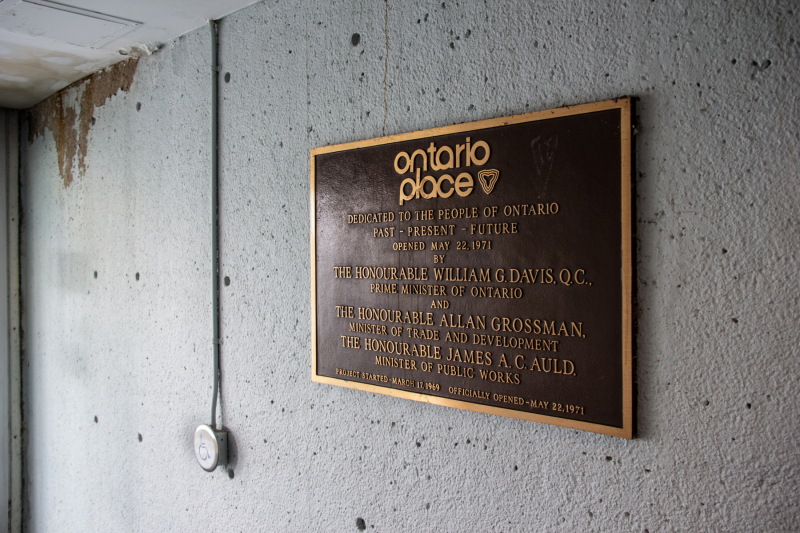 ontario
place
DEDICATED TO THE PEOPLE OF ONTARIO
PAST - PRESENT - FUTURE
OPENED MAY 22, 1971
BY
THE HONOURABLE WILLIAM G. DAVIS, Q.C.,
PRIME MINISTER OF ONTARIO
AND
THE HONOURABLE ALLAN GROSSMAN,
MINISTER OF TRADE AND DEVELOPMENT
THE HONOURABLE JAMES A. C. AULD.
MINISTER OF PUBLIC WORKS
PROJECT STARTED - MARCH 17, 1969 OFFICIALLY OPENED - MAY 22, 1971